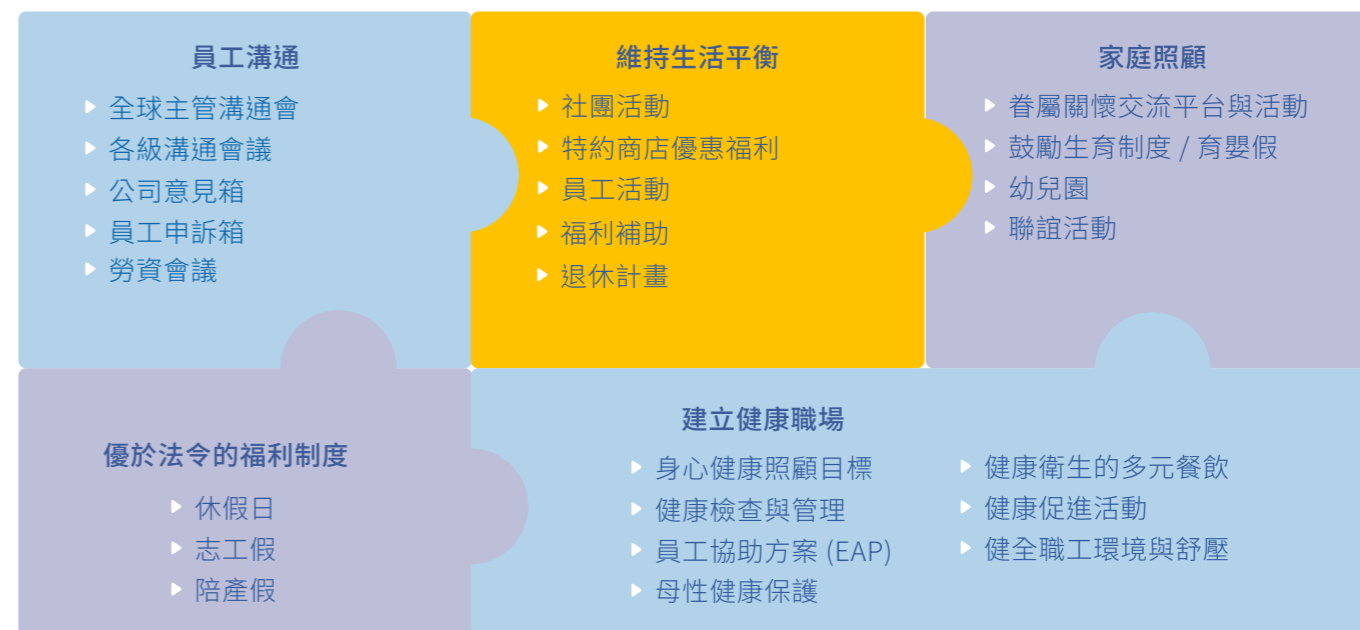 員工溝通
全球主管溝通會
各級溝通會議
公司意見箱
員工申訴箱
勞資會議
維持生活平衡
社團活動
特約商店優惠福利
員工活動
福利補助
退休計畫
家庭照顧
眷屬關懷交流平台與活動
鼓勵生育制度 / 育嬰假
幼兒園
聯誼活動
優於法令的福利制度
休假日
志工假
陪產假
建立健康職場
身心健康照顧目標
健康檢查與管理
員工協助方案 (EAP)
母性健康保護
健康衛生的多元餐飲
健康促進活動
健全職工環境與舒壓